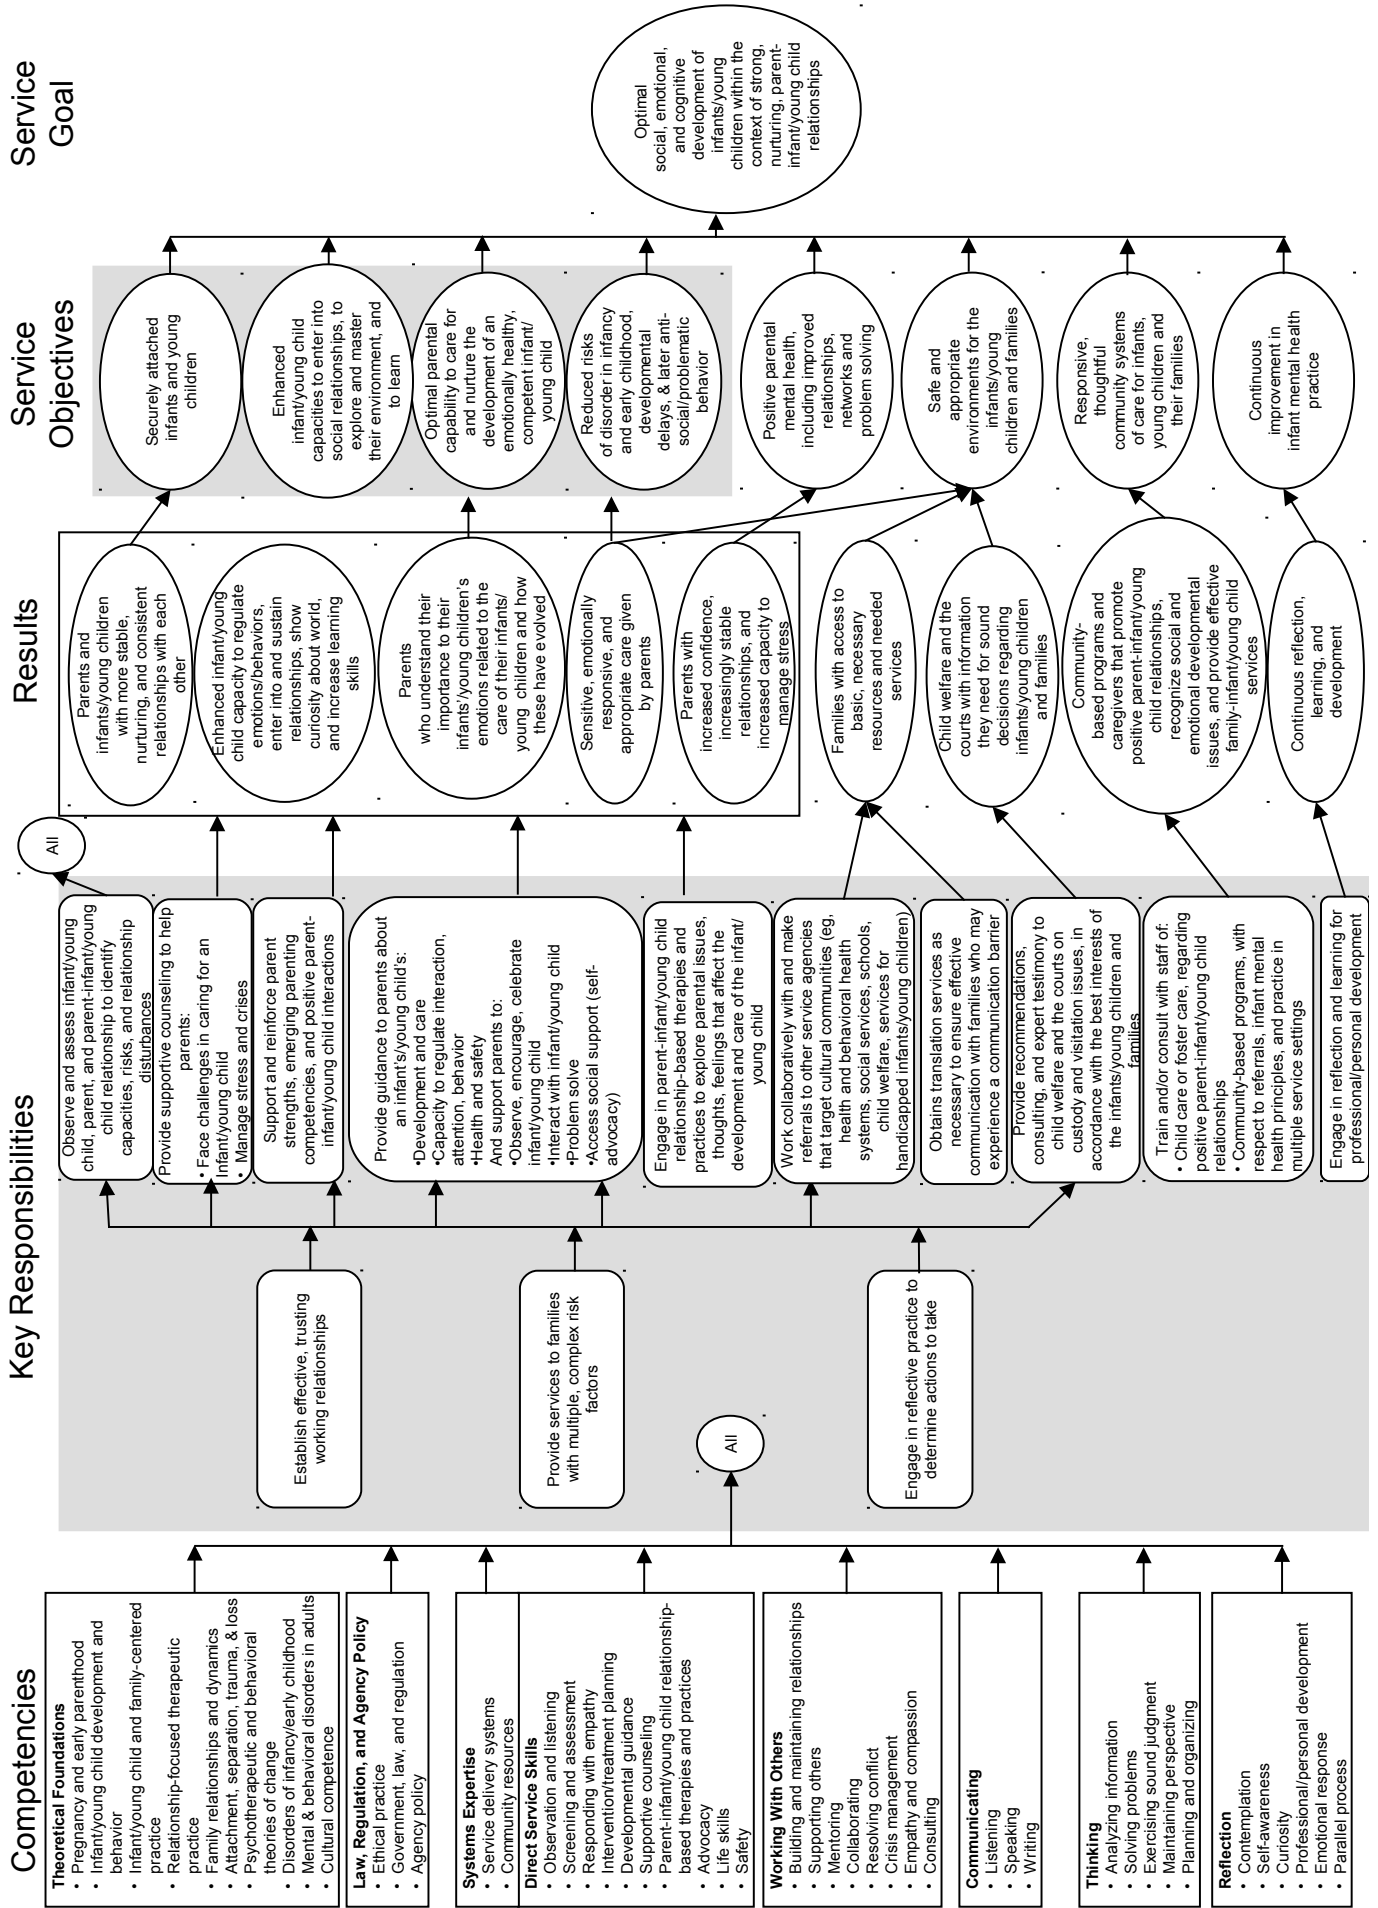 Competencies
Theoretical Foundations
• Pregnancy and early parenthood
• Infant/young child development and
behavior
• Infant/young child and family-centered
practice
• Relationship-focused therapeutic
practice
• Family relationships and dynamics
• Attachment, separation, trauma, & loss
• Psychotherapeutic and behavioral
theories of change
• Disorders of infancy/early childhood
• Mental & behavioral disorders in adults
• Cultural competence
Law, Regulation, and Agency Policy
• Ethical practice
• Government, law, and regulation
• Agency policy
Systems Expertise
• Service delivery systems
• Community resources
Direct Service Skills
• Observation and listening
• Screening and assessment
• Responding with empathy
• Intervention/treatment planning
• Developmental guidance
• Supportive counseling
• Parent-infant/young child relationship-
based therapies and practices
• Advocacy
• Life skills
• Safety
Working With Others
• Building and maintaining relationships
• Supporting others
• Mentoring
• Collaborating
• Resolving conflict
• Crisis management
• Empathy and compassion
• Consulting
Communicating
• Listening
• Speaking
• Writing
Thinking
• Analyzing information
• Solving problems
• Exercising sound judgment
• Maintaining perspective
• Planning and organizing
Reflection
• Contemplation
• Self-awareness
• Curiosity
• Professional/personal development
• Emotional response
• Parallel process
Key Responsibilities
All
Establish effective, trusting
working relationships
Provide services to families
with multiple, complex risk
factors
Engage in reflective practice to
determine actions to take
Observe and assess infant/young
child, parent, and parent-infant/young
child relationship to identify
capacities, risks, and relationship
disturbances
Provide supportive counseling to help
parents:
• Face challenges in caring for an
Infant/young child
• Manage stress and crises
Support and reinforce parent
strengths, emerging parenting
competencies, and positive parent-
infant/young child interactions
Provide guidance to parents about
an infant's/young child's:
•Development and care
•Capacity to regulate interaction,
attention, behavior
•Health and safety
And support parents to:
•Observe, encourage, celebrate
infant/young child
•Interact with infant/young child
•Problem solve
•Access social support (self-
advocacy)
Engage in parent-infant/young child
relationship-based therapies and
practices to explore parental issues,
thoughts, feelings that affect the
development and care of the infant/
young child
Work collaboratively with and make
referrals to other service agencies
that target cultural communities (eg,
health and behavioral health
systems, social services, schools,
child welfare, services for
handicapped infants/young children)
Obtains translation services as
necessary to ensure effective
communication with families who may
experience a communication barrier
Provide recommendations,
consulting, and expert testimony to
child welfare and the courts on
custody and visitation issues, in
accordance with the best interests of
the infants/young children and
families
Train and/or consult with staff of:
• Child care or foster care, regarding
positive parent-infant/young child
relationships
• Community-based programs, with
respect to referrals, infant mental
health principles, and practice in
multiple service settings
Engage in reflection and learning for
professional/personal development
All
Results
Parents and
infants/young children
with more stable,
nurturing, and consistent
relationships with each
other
Enhanced infant/young
child capacity to regulate
emotions/behaviors,
enter into and sustain
relationships, show
curiosity about world,
and increase learning
skills
Parents
who understand their
importance to their
infants'/young children's
emotions related to the
care of their infants/
young children and how
these have evolved
Sensitive, emotionally
responsive, and
appropriate care given
by parents
Parents with
increased confidence,
increasingly stable
relationships, and
increased capacity to
manage stress
Families with access to
basic, necessary
resources and needed
services
Child welfare and the
courts with information
they need for sound
decisions regarding
infants/young children
and families
Community-
based programs and
caregivers that promote
positive parent-infant/young
child relationships,
recognize social and
emotional developmental
issues, and provide effective
family-infant/young child
services
Continuous reflection,
learning, and
development
Service
Objectives
Securely attached
infants and young
children
Enhanced
infant/young child
capacities to enter into
social relationships, to
explore and master
their environment, and
to learn
Optimal parental
capability to care for
and nurture the
development of an
emotionally healthy,
competent infant/
young child
Reduced risks
of disorder in infancy
and early childhood,
developmental
delays, & later anti-
social/problematic
behavior
Positive parental
mental health,
including improved
relationships,
networks and
problem solving
Safe and
appropriate
environments for the
infants/young
children and families
Responsive,
thoughtful
community systems
of care for infants,
young children and
their families
Continuous
improvement in
infant mental health
practice
Service
Goal
Optimal
social, emotional,
and cognitive
development of
infants/young
children within the
context of strong,
nurturing, parent-
infant/young child
relationships